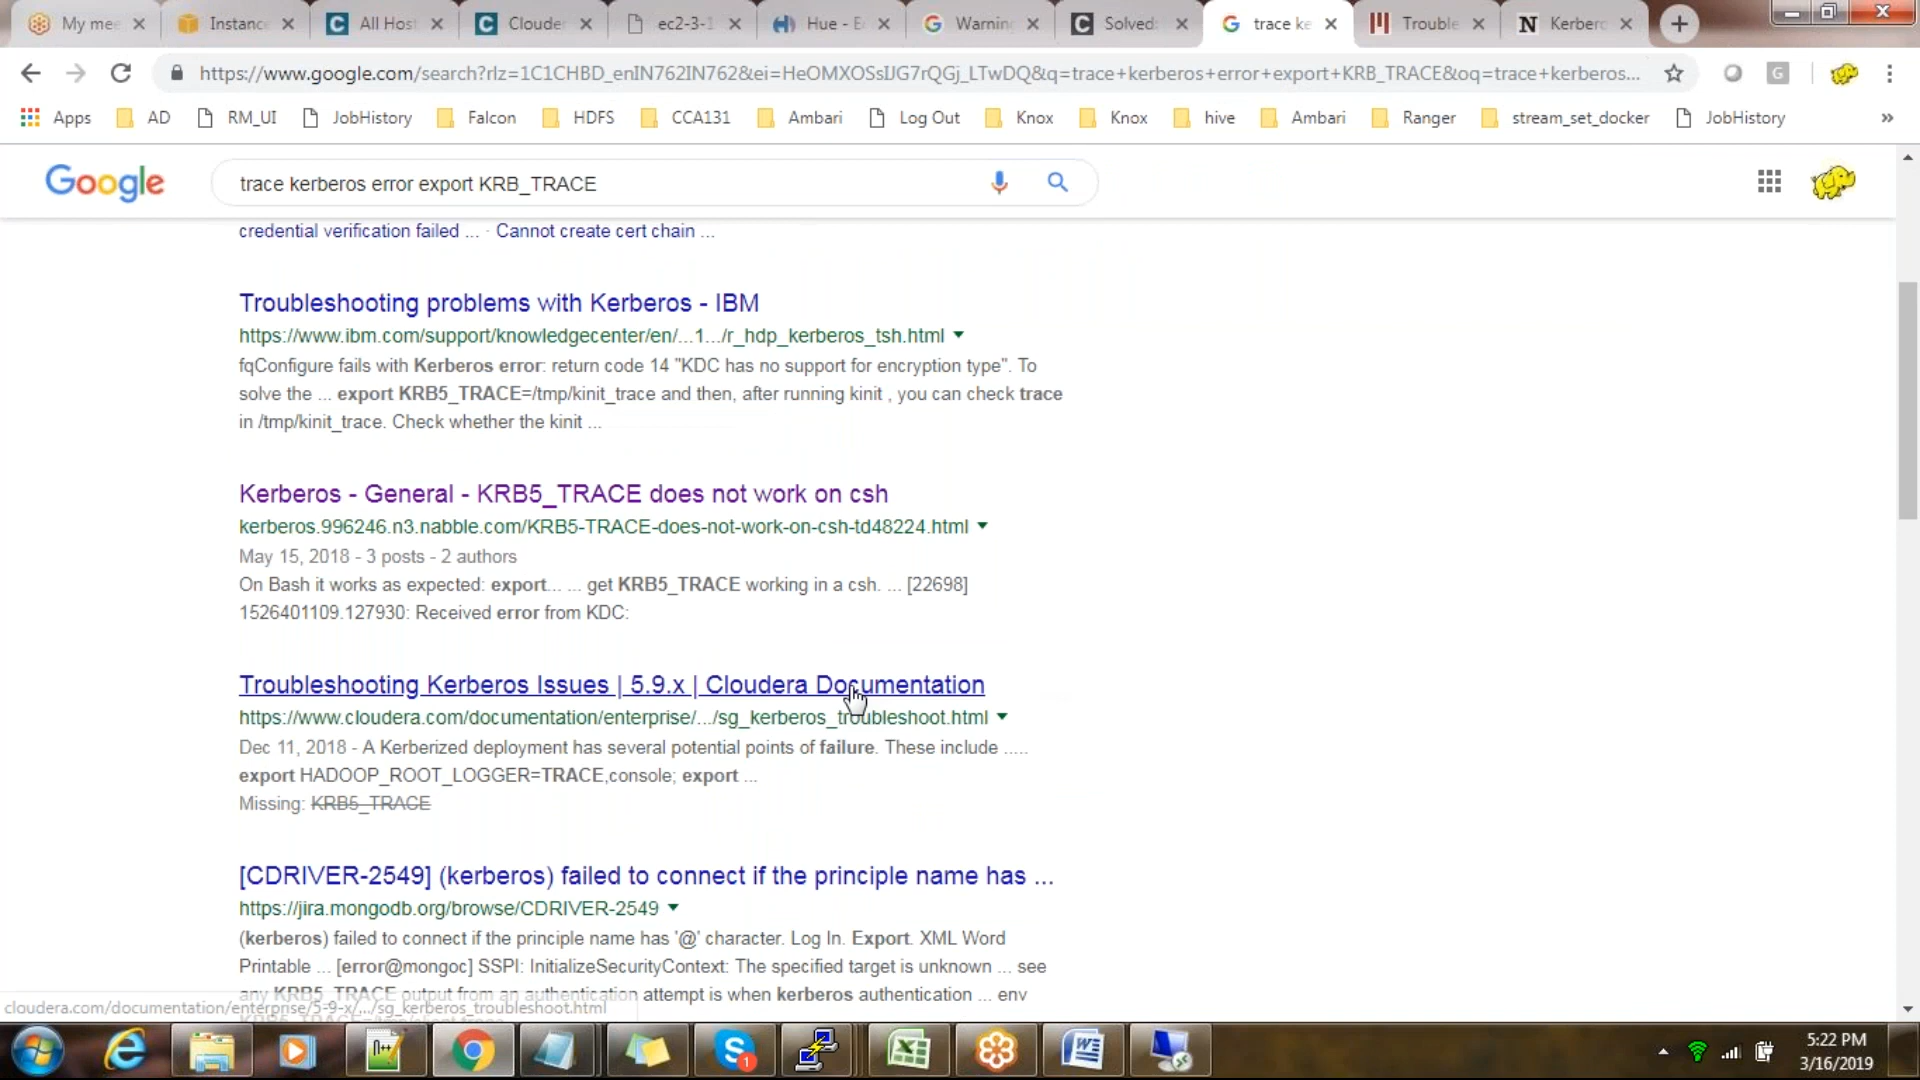 My mee
Instanc
All Host
Clouder
ec2-3-1
Hue - E
Warnin
Solved:
trace ke
Trouble
Kerbero
https://www.google.com/search?rlz=1C1CHBD_enIN762IN762&ei=HeOMXOSsIJG7rQGj_LTwDQ&q=trace+kerberos+error+export+KRB_TRACE&oq=trace+kerberos...
Apps
AD
RM_UI
JobHistory
Falcon
HDFS
CCA131
Ambari
Log Out
Knox
Knox
hive
Ambari
Ranger
stream_set_docker
JobHistory
»
Google
trace kerberos error export KRB_TRACE
credential verification failed ... · Cannot create cert chain ...
Troubleshooting problems with Kerberos - IBM
https://www.ibm.com/support/knowledgecenter/en/...1.../r_hdp_kerberos_tsh.html
fqConfigure fails with Kerberos error: return code 14 "KDC has no support for encryption type". To
solve the ... export KRB5_TRACE=/tmp/kinit_trace and then, after running kinit , you can check trace
in /tmp/kinit_trace. Check whether the kinit ...
Kerberos - General - KRB5_TRACE does not work on csh
kerberos.996246.n3.nabble.com/KRB5-TRACE-does-not-work-on-csh-td48224.html
May 15, 2018 - 3 posts - 2 authors
On Bash it works as expected: export... ... get KRB5_TRACE working in a csh. ... [22698]
1526401109.127930: Received error from KDC:
Troubleshooting Kerberos Issues | 5.9.x | Cloudera Documentation
https://www.cloudera.com/documentation/enterprise/.../sg_kerberos_troubleshoot.html
Dec 11, 2018 - A Kerberized deployment has several potential points of failure. These include .....
export HADOOP_ROOT_LOGGER=TRACE,console; export ...
Missing: KRB5_TRACE
[CDRIVER-2549] (kerberos) failed to connect if the principle name has ...
https://jira.mongodb.org/browse/CDRIVER-2549
(kerberos) failed to connect if the principle name has '@' character. Log In. Export. XML Word
Printable ... [error@mongoc] SSPI: InitializeSecurityContext: The specified target is unknown ... see
any KRB5_TRACE output from an authentication attempt is when kerberos authentication ... env
cloudera.com/documentation/enterprise/5-9-x/.../sg_kerberos_troubleshoot.html
5:22 PM
3/16/2019